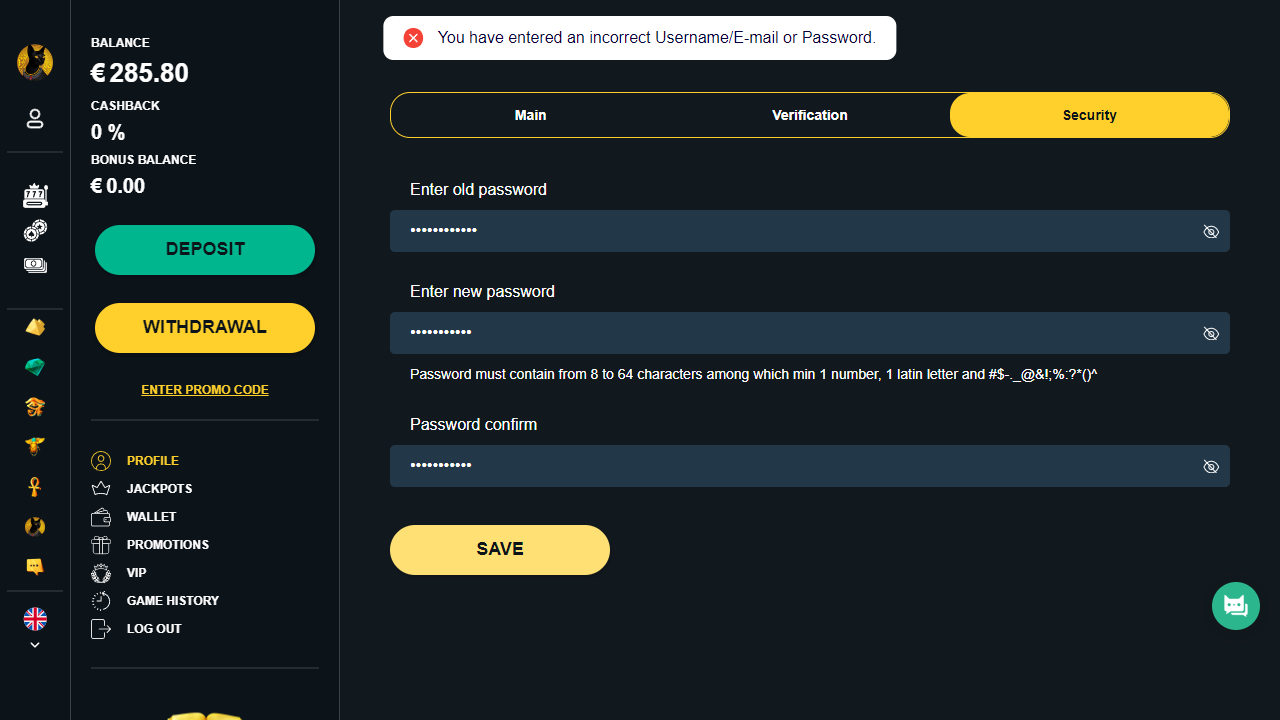 You have entered an incorrect Username/E-mail or Password.
BALANCE
€ 285.80
CASHBACK
0 %
BONUS BALANCE
€ 0.00
DEPOSIT
WITHDRAWAL
ENTER PROMO CODE
PROFILE
JACKPOTS
WALLET
PROMOTIONS
VIP
GAME HISTORY
LOG OUT
Main
Verification
Security
Enter old password
••••••••••••
Enter new password
•••••••••••
Password must contain from 8 to 64 characters among which min 1 number, 1 latin letter and #$-._@&!;%:?*()^
Password confirm
•••••••••••
SAVE